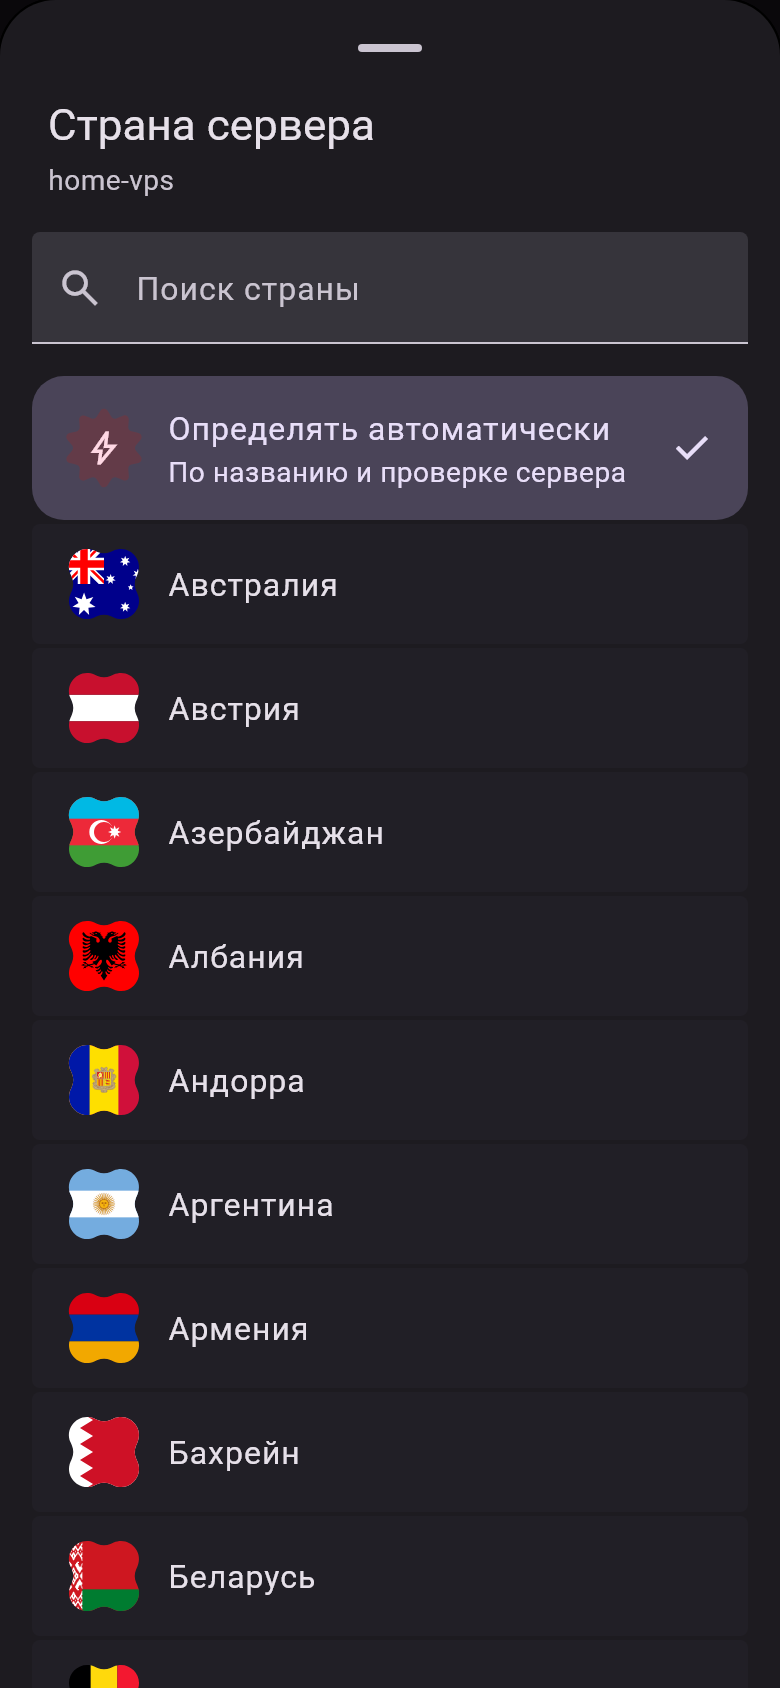 Страна сервера
home-vps
Поиск страны
Определять автоматически
По названию и проверке сервера
Австралия
Австрия
Азербайджан
Албания
Андорра
Аргентина
Армения
Бахрейн
Беларусь